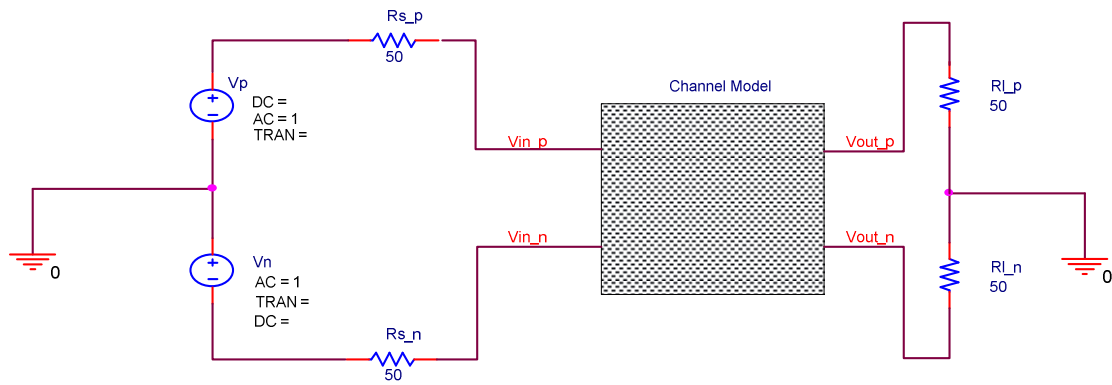 Rs_p
50
Vp
DC =
AC = 1
TRAN =
Channel Model
Rl_p
50
Vin_p
Vout_p
0
Vn
AC = 1
TRAN =
DC =
Vin_n
Vout_n
Rl_n
50
0
Rs_n
50